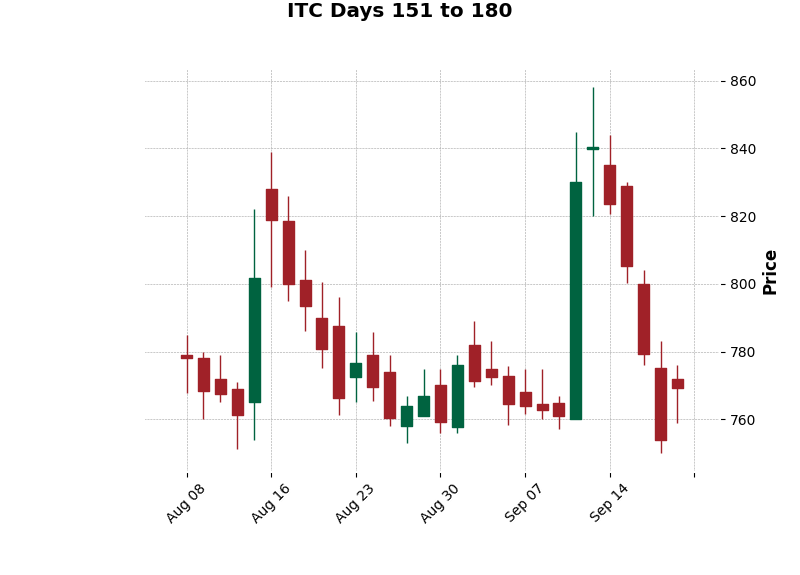 ITC Days 151 to 180
860
840
820
800
780
760
Price
Aug 08
Aug 16
Aug 23
Aug 30
Sep 07
Sep 14